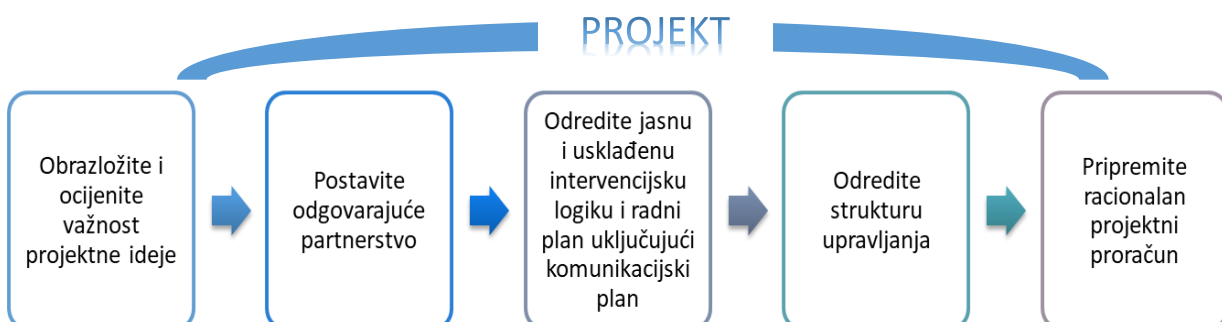 PROJEKT
Obrazložite i
ocijenite
važnost
projektne ideje
Postavite
odgovarajuće
partnerstvo
Odredite jasnu
i usklađenu
intervencijsku
logiku i radni
plan uključujući
komunikacijski
plan
Odredite
strukturu
upravljanja
Pripremite
racionalan
projektni
proračun